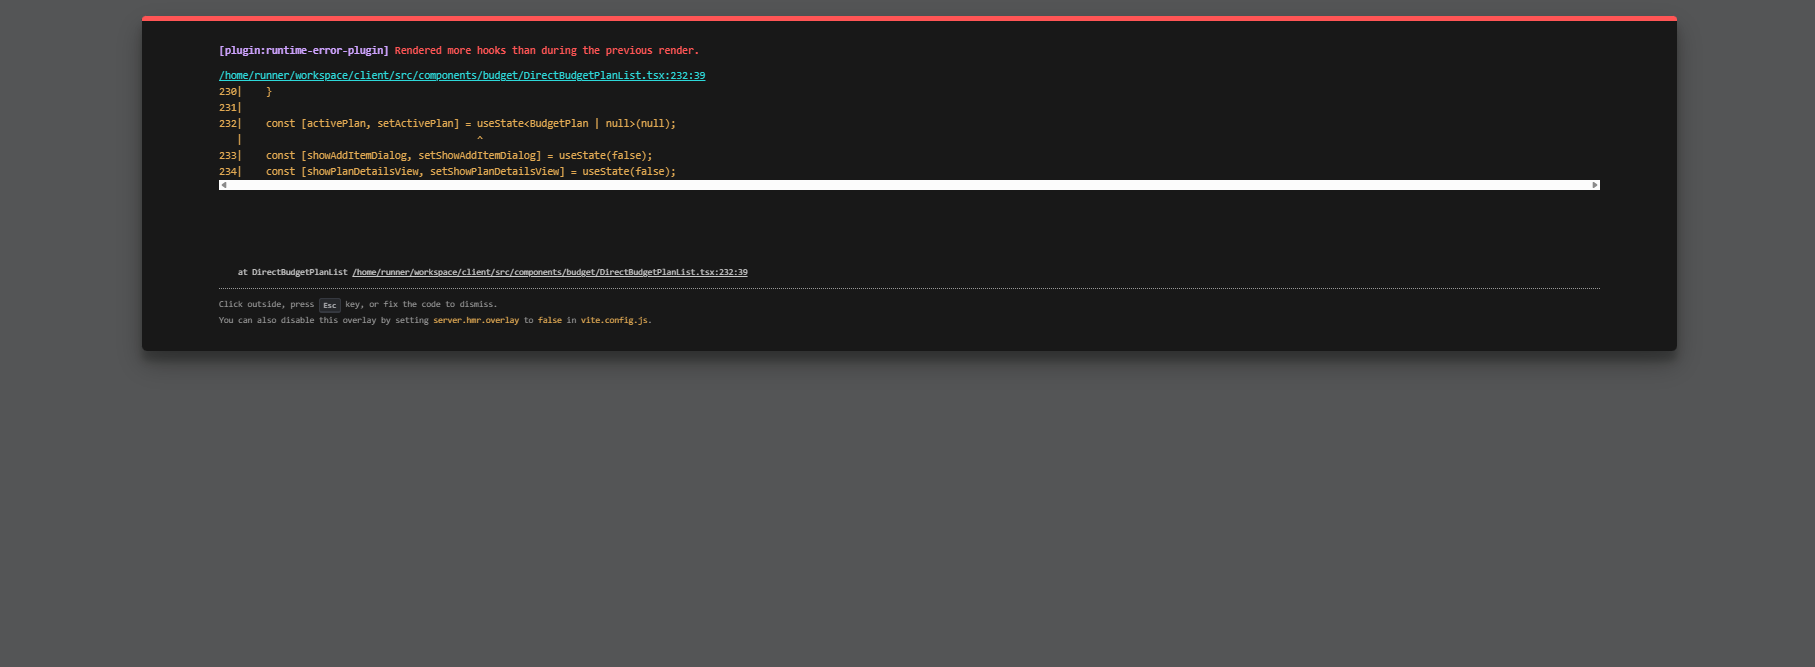 [plugin:runtime-error-plugin] Rendered more hooks than during the previous render.
/home/runner/workspace/client/src/components/budget/DirectBudgetPlanList.tsx:232:39
230|    }
231|
232|    const [activePlan, setActivePlan] = useState<BudgetPlan | null>(null);
   |                                        ^
233|    const [showAddItemDialog, setShowAddItemDialog] = useState(false);
234|    const [showPlanDetailsView, setShowPlanDetailsView] = useState(false);
at DirectBudgetPlanList /home/runner/workspace/client/src/components/budget/DirectBudgetPlanList.tsx:232:39
Click outside, press Esc key, or fix the code to dismiss.
You can also disable this overlay by setting server.hmr.overlay to false in vite.config.js.